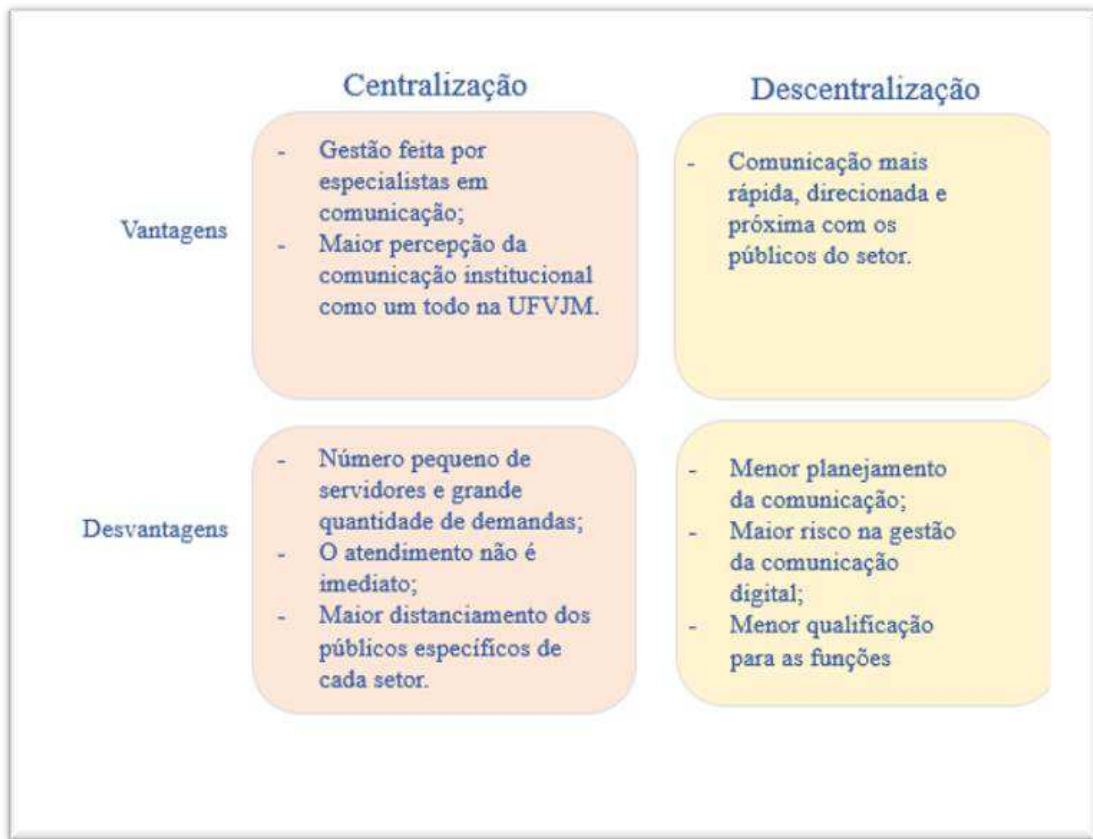 Centralização
Descentralização
Vantagens
- Gestão feita por
especialistas em
comunicação;
- Maior percepção da
comunicação institucional
como um todo na UFVJM.
- Comunicação mais
rápida, direcionada e
próxima com os
públicos do setor.
Desvantagens
- Número pequeno de
servidores e grande
quantidade de demandas;
- O atendimento não é
imediato;
- Maior distanciamento dos
públicos específicos de
cada setor.
- Menor planejamento
da comunicação;
- Maior risco na gestão
da comunicação
digital;
- Menor qualificação
para as funções